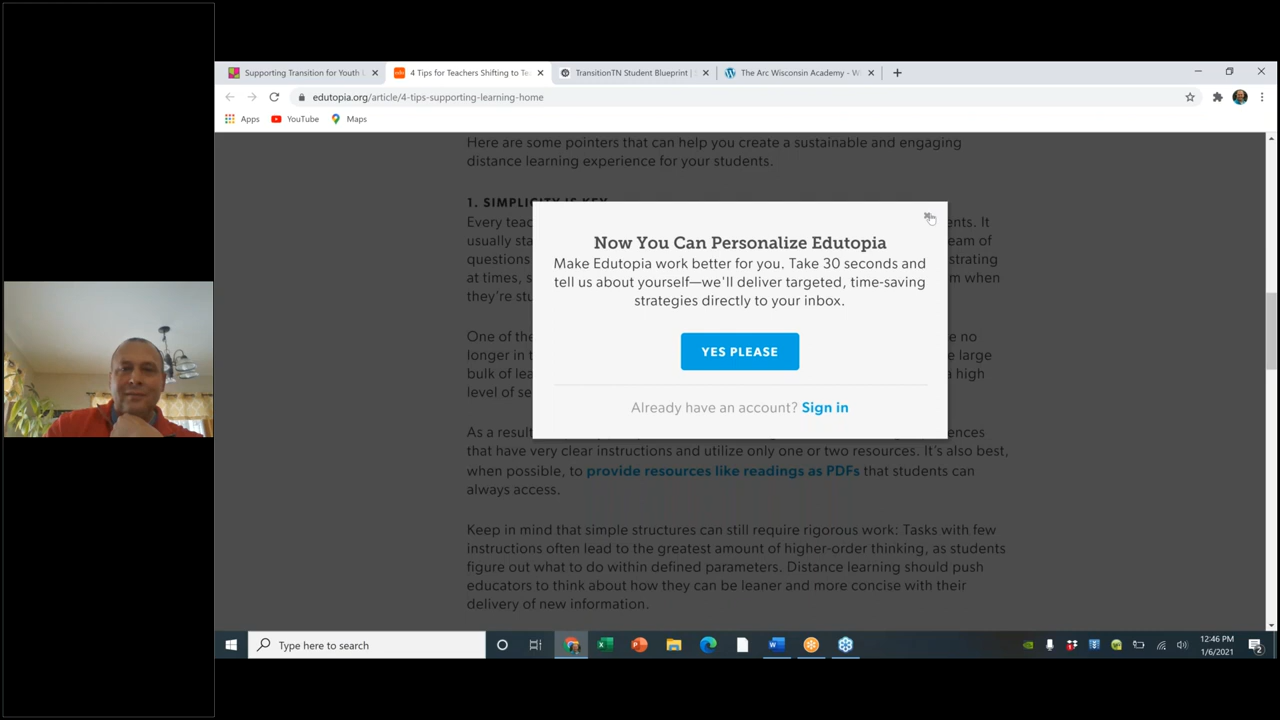 Supporting Transition for Youth
4 Tips for Teachers Shifting to Te
TransitionTN Student Blueprint |
The Arc Wisconsin Academy - W
edutopia.org/article/4-tips-supporting-learning-home
Apps
YouTube
Maps
Here are some pointers that can help you create a sustainable and engaging
distance learning experience for your students.
1. SIMPLICITY IS KEY
Every teac
ents. It
usually sta
eam of
questions
strating
at times, s
m when
they're stu
One of the
e no
longer in t
e large
bulk of lea
a high
level of se
Now You Can Personalize Edutopia
Make Edutopia work better for you. Take 30 seconds and
tell us about yourself—we'll deliver targeted, time-saving
strategies directly to your inbox.
YES PLEASE
Already have an account? Sign in
As a result
ences
that have very clear instructions and utilize only one or two resources. It's also best,
when possible, to provide resources like readings as PDFs that students can
always access.
Keep in mind that simple structures can still require rigorous work: Tasks with few
instructions often lead to the greatest amount of higher-order thinking, as students
figure out what to do within defined parameters. Distance learning should push
educators to think about how they can be leaner and more concise with their
delivery of new information.
Type here to search
12:46 PM
1/6/2021
2